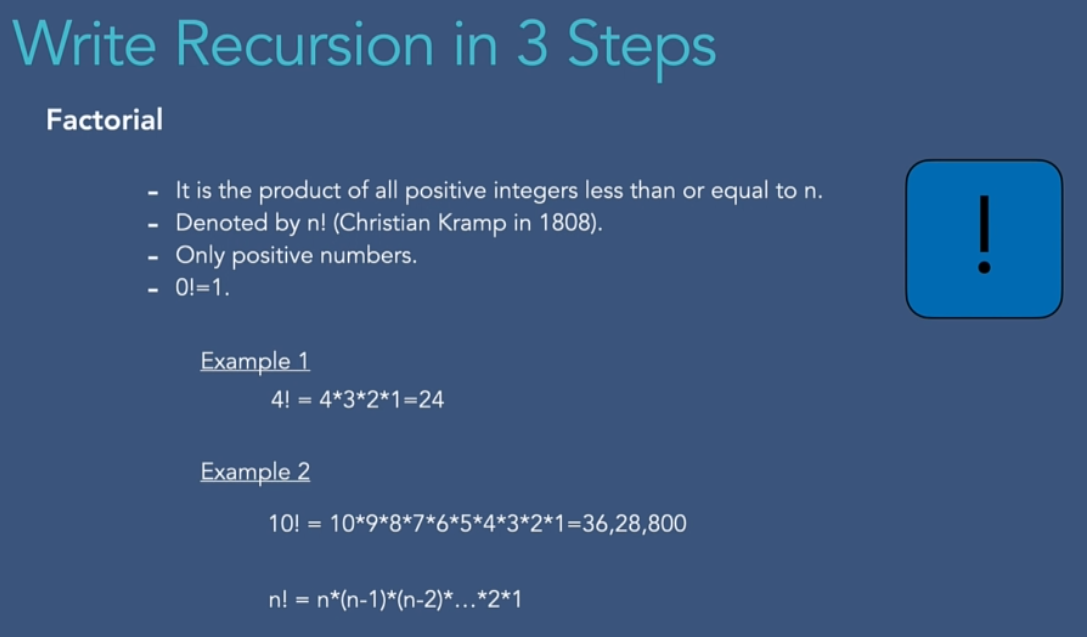 Write Recursion in 3 Steps
Factorial
- It is the product of all positive integers less than or equal to n.
- Denoted by n! (Christian Kramp in 1808).
- Only positive numbers.
- 0!=1.
!
Example 1
4! = 4*3*2*1=24
Example 2
10! = 10*9*8*7*6*5*4*3*2*1=36,28,800
n! = n*(n-1)*(n-2)*...*2*1